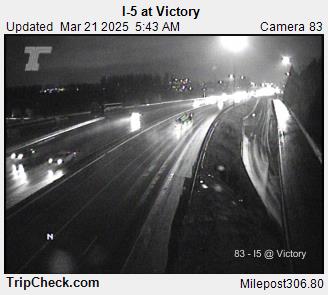 I-5 at Victory
Updated  Mar 21 2025  5:43 AM
Camera 83
N
83 - I5 @ Victory
TripCheck.com
Milepost306.80